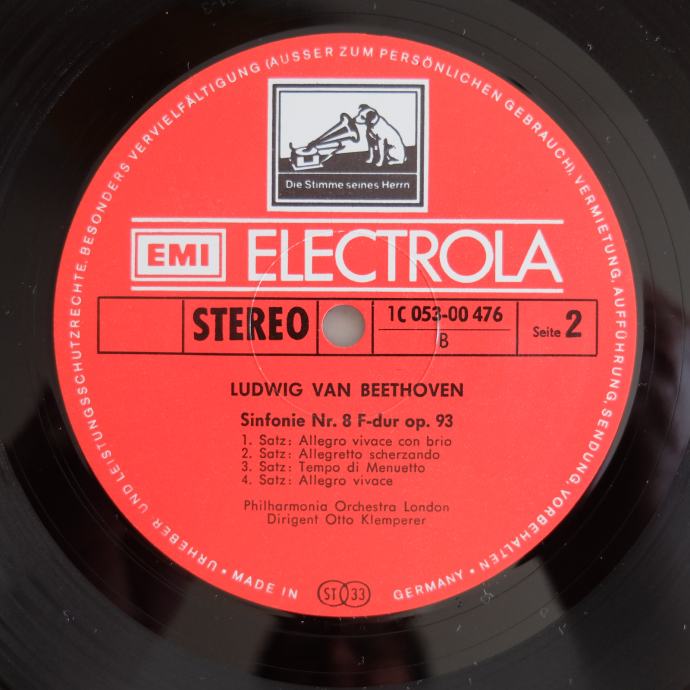 URHEBER UND LEISTUNGSSCHUTZRECHTE, BESONDERS VERVIELFÄLTIGUNG (AUSSER ZUM PERSÖNLICHEN GEBRAUCH), VERMIETUNG, AUFFÜHRUNG, SENDUNG, VORBEHALTEN •
Die Stimme seines Herrn
EMI ELECTROLA
STEREO
1C 053-00 476
B
Seite 2
LUDWIG VAN BEETHOVEN
Sinfonie Nr. 8 F-dur op. 93
1. Satz: Allegro vivace con brio
2. Satz: Allegretto scherzando
3. Satz: Tempo di Menuetto
4. Satz: Allegro vivace
Philharmonia Orchestra London
Dirigent Otto Klemperer
• MADE IN GERMANY •
ST 33